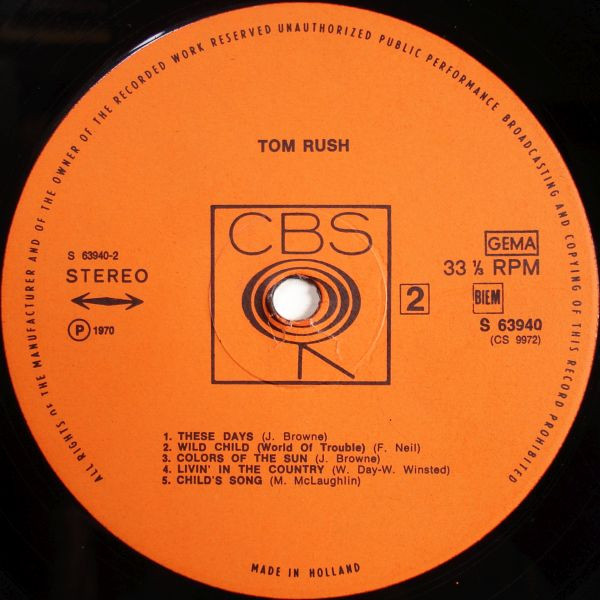 ALL RIGHTS OF THE MANUFACTURER AND OF THE OWNER OF THE RECORDED WORK RESERVED UNAUTHORIZED PUBLIC PERFORMANCE BROADCASTING AND COPYING OF THIS RECORD PROHIBITED
TOM RUSH
CBS
S 63940-2
STEREO
GEMA
33 ⅓ RPM
2
BIEM
Ⓟ 1970
S 63940
(CS 9972)
1. THESE DAYS (J. Browne)
2. WILD CHILD (World Of Trouble) (F. Neil)
3. COLORS OF THE SUN (J. Browne)
4. LIVIN' IN THE COUNTRY (W. Day-W. Winsted)
5. CHILD'S SONG (M. McLaughlin)
MADE IN HOLLAND